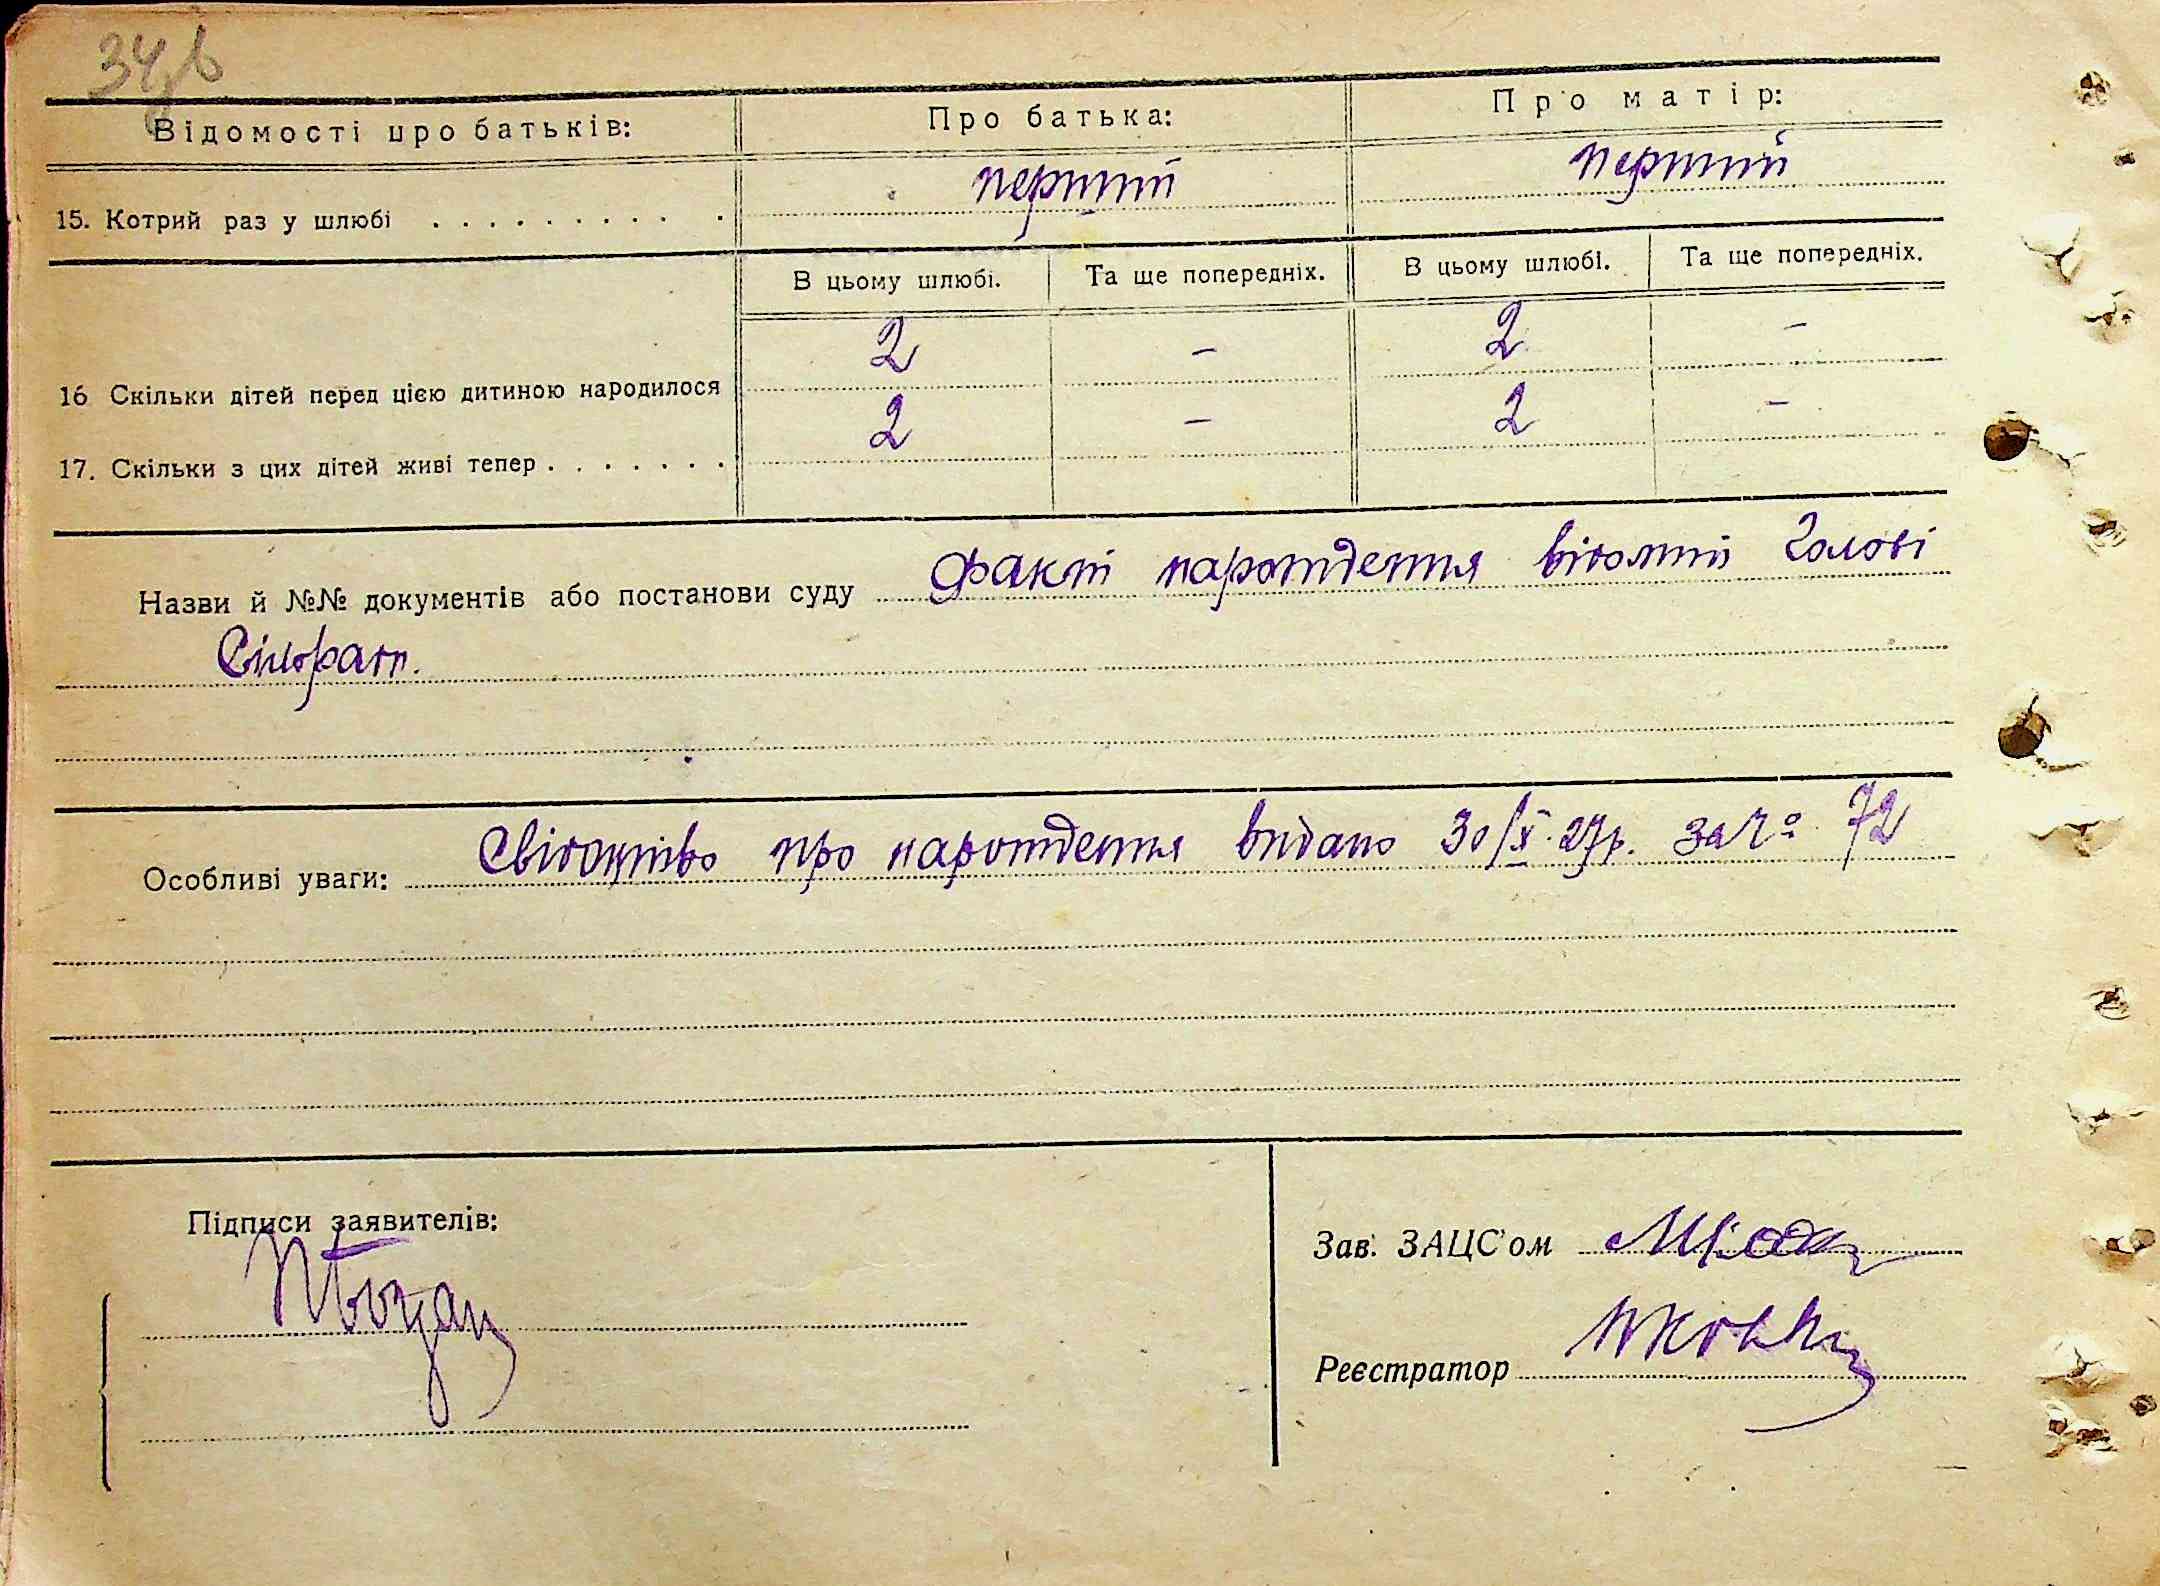 34
Відомості про батьків: Про батька: Про матір:
15. Котрий раз у шлюбі . . . . . . . . . . перший перший
В цьому шлюбі. Та ще попередніх. В цьому шлюбі. Та ще попередніх.
16 Скільки дітей перед цією дитиною народилося 2 - 2 -
17. Скільки з цих дітей живі тепер . . . . . . . 2 - 2 -
Назви й №№ документів або постанови суду Факт народження відомий Голові
Сільради.
Особливі уваги: Свідоцтво про народження видано 30/X 27р. за № 72
Підписи заявителів:
Зав. ЗАЦС'ом
Реєстратор